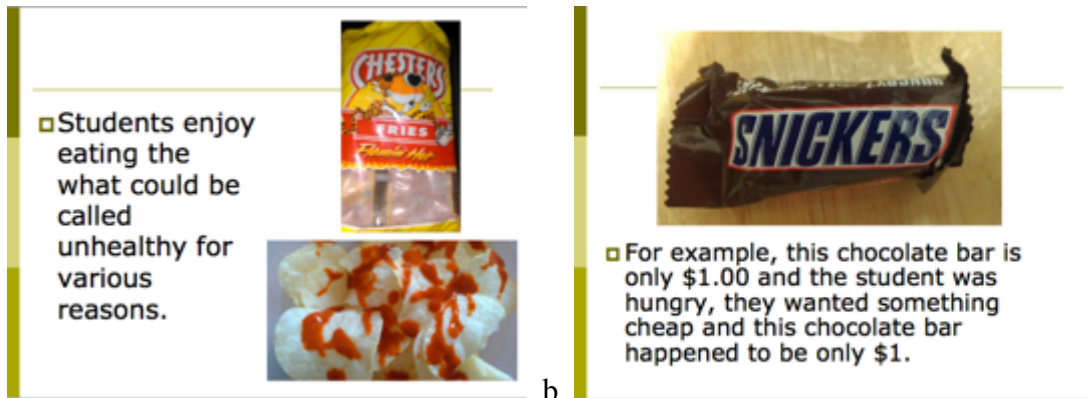 CHESTER'S
FRIES
Flamin' Hot
Students enjoy
eating the
what could be
called
unhealthy for
various
reasons.
b
SNICKERS
For example, this chocolate bar is
only $1.00 and the student was
hungry, they wanted something
cheap and this chocolate bar
happened to be only $1.